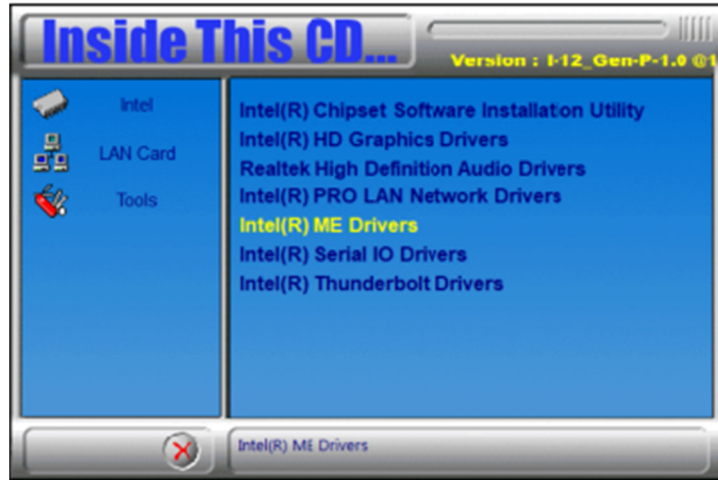 Inside This CD...
Version : I-12_Gen-P-1.0 @1
Intel
LAN Card
Tools
Intel(R) Chipset Software Installation Utility
Intel(R) HD Graphics Drivers
Realtek High Definition Audio Drivers
Intel(R) PRO LAN Network Drivers
Intel(R) ME Drivers
Intel(R) Serial IO Drivers
Intel(R) Thunderbolt Drivers
Intel(R) ME Drivers